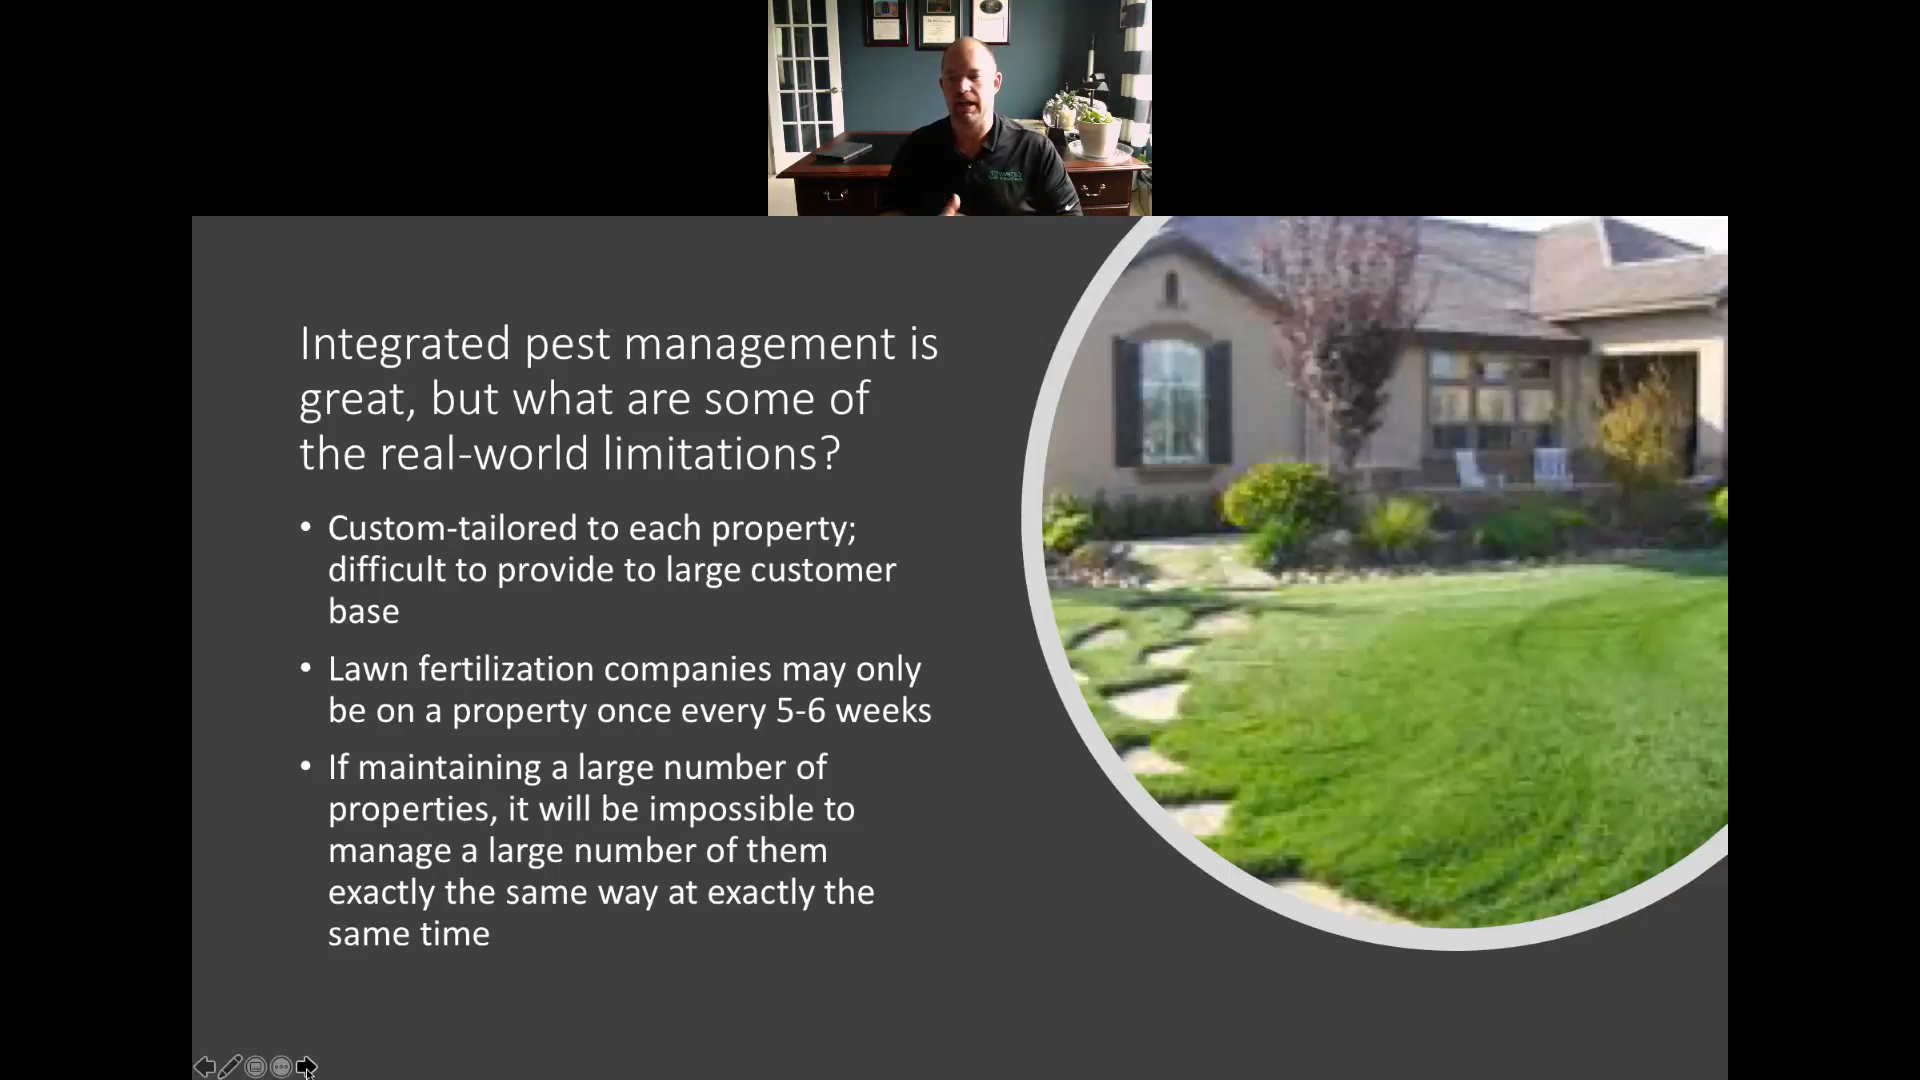 Integrated pest management is
great, but what are some of
the real-world limitations?
• Custom-tailored to each property;
difficult to provide to large customer
base
• Lawn fertilization companies may only
be on a property once every 5-6 weeks
• If maintaining a large number of
properties, it will be impossible to
manage a large number of them
exactly the same way at exactly the
same time